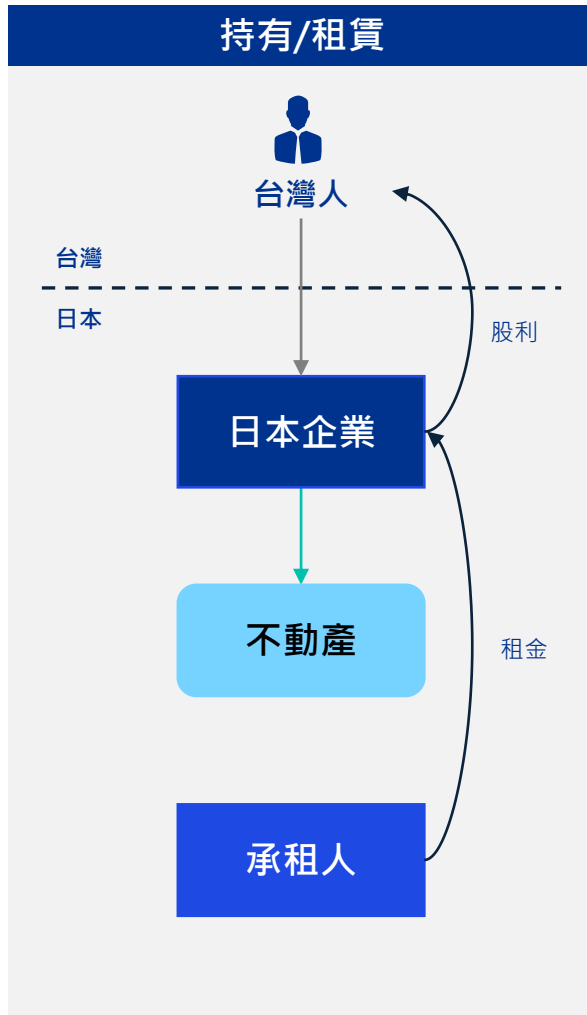 持有/租賃
台灣人
台灣
日本
股利
日本企業
不動產
租金
承租人